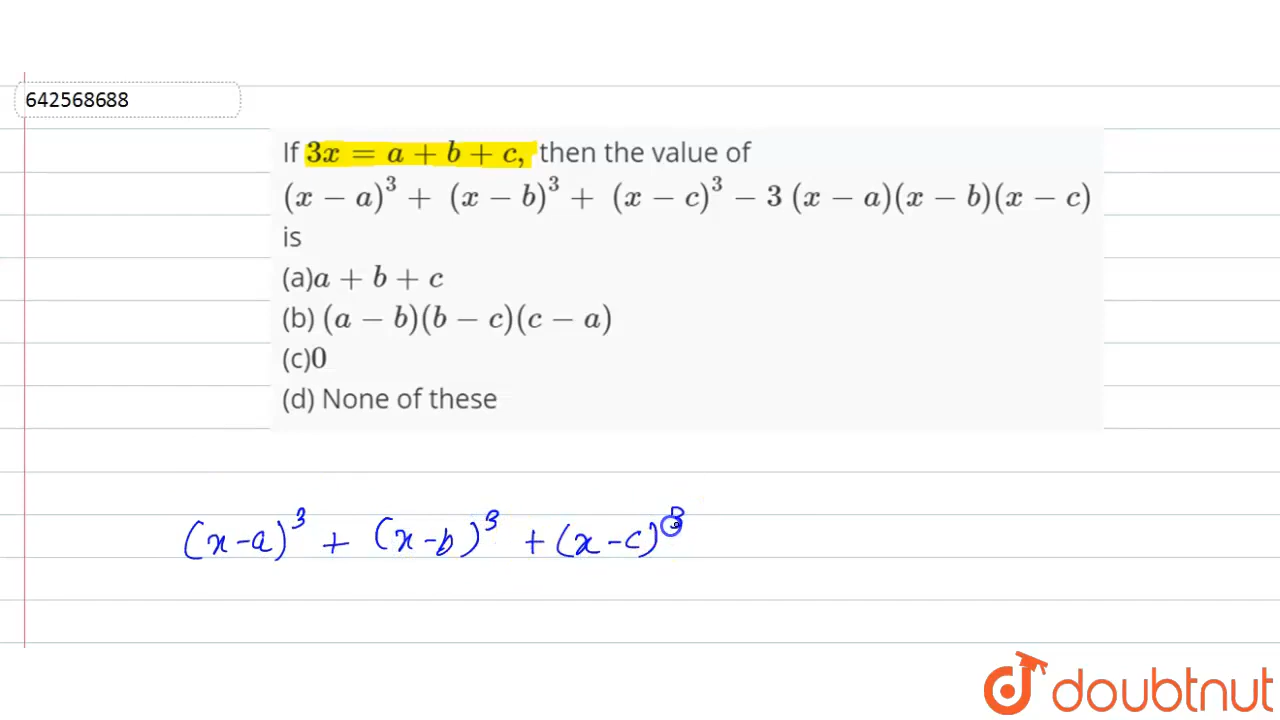 642568688
If 3x = a + b + c, then the value of
(x − a)³ + (x − b)³ + (x − c)³ − 3 (x − a)(x − b)(x − c)
is
(a)a + b + c
(b) (a − b)(b − c)(c − a)
(c)0
(d) None of these
(x-a)³ + (x-b)³ + (x-c)³
doubtnut